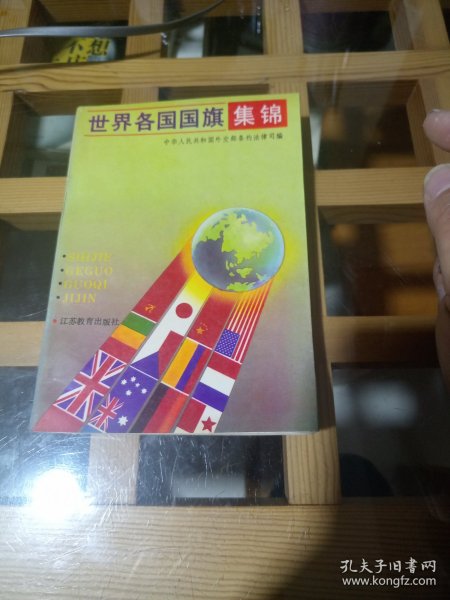 不想
世界各国国旗集锦
中华人民共和国外交部条约法律司编
·SHIJIE
·GEGUO
·GUOQI
·JIJIN
江苏教育出版社
孔夫子旧书网
www.kongfz.com